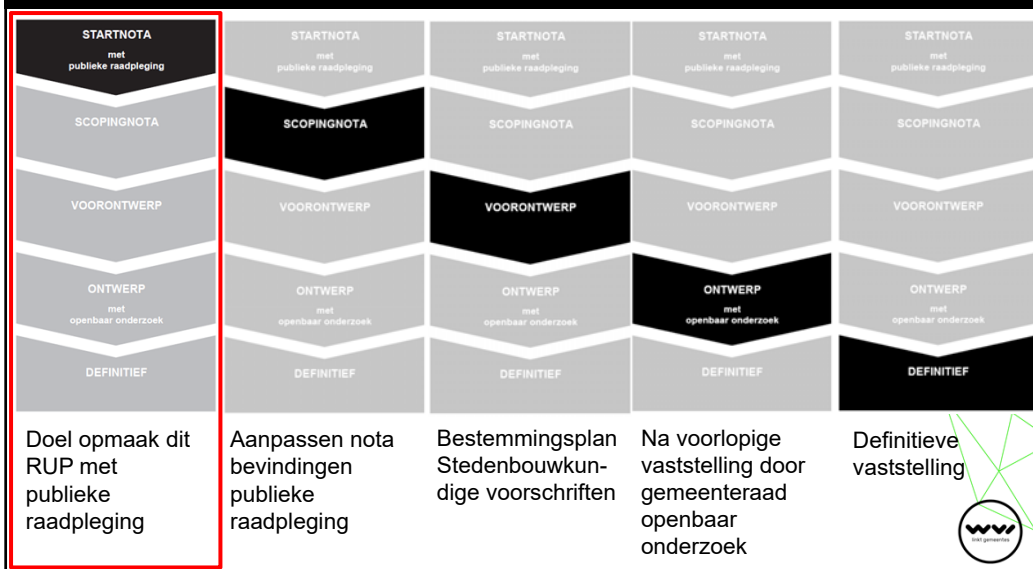 STARTNOTA
met
publieke raadpleging
SCOPINGNOTA
VOORONTWERP
ONTWERP
met
openbaar onderzoek
DEFINITIEF
Doel opmaak dit
RUP met
publieke
raadpleging
STARTNOTA
met
publieke raadpleging
SCOPINGNOTA
VOORONTWERP
ONTWERP
met
openbaar onderzoek
DEFINITIEF
Aanpassen nota
bevindingen
publieke
raadpleging
STARTNOTA
met
publieke raadpleging
SCOPINGNOTA
VOORONTWERP
ONTWERP
met
openbaar onderzoek
DEFINITIEF
Bestemmingsplan
Stedenbouwkun-
dige voorschriften
STARTNOTA
met
publieke raadpleging
SCOPINGNOTA
VOORONTWERP
ONTWERP
met
openbaar onderzoek
DEFINITIEF
Na voorlopige
vaststelling door
gemeenteraad
openbaar
onderzoek
STARTNOTA
met
publieke raadpleging
SCOPINGNOTA
VOORONTWERP
ONTWERP
met
openbaar onderzoek
DEFINITIEF
Definitieve
vaststelling
wvi
linkt gemeentes